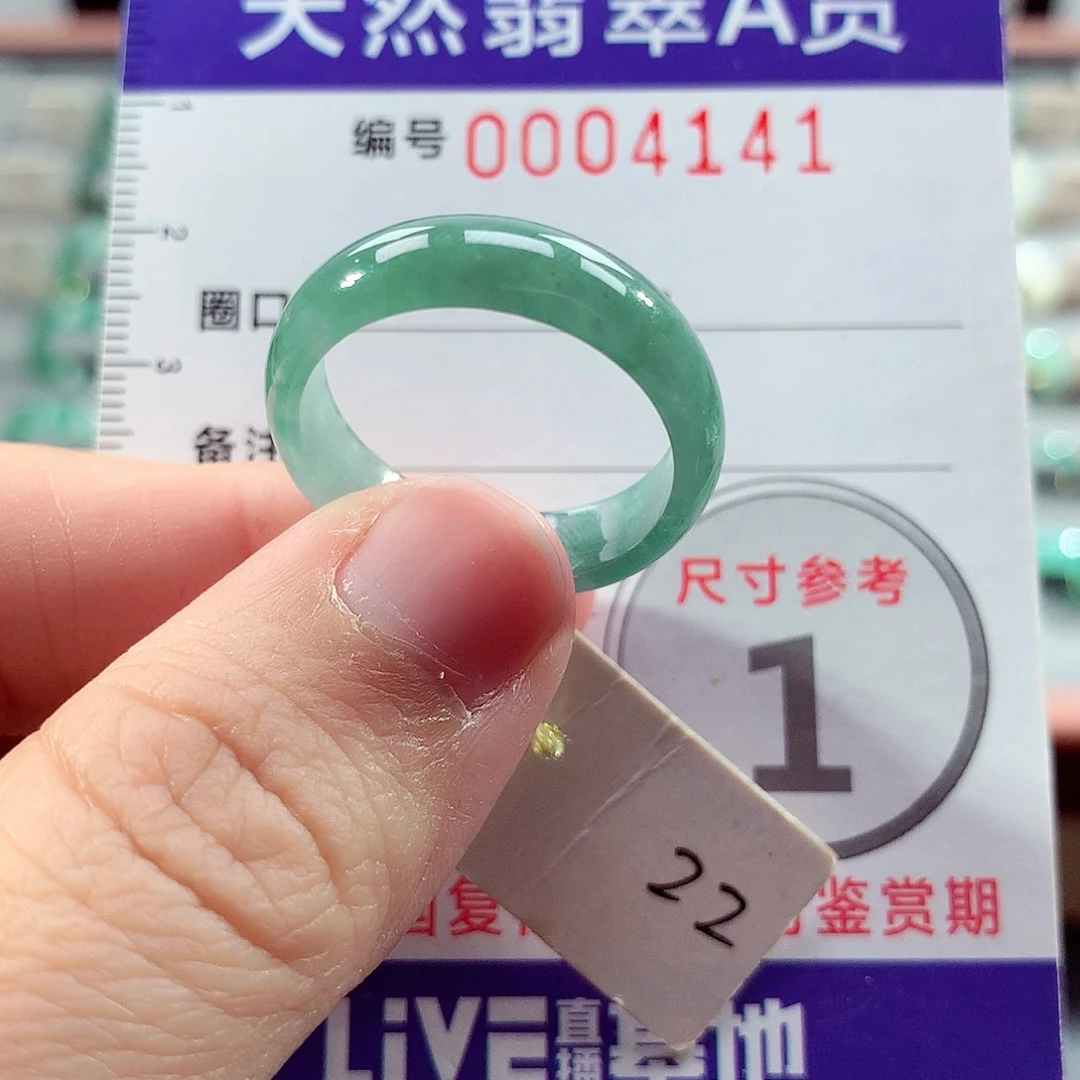 天然翡翠A货
编号 0004141
1
2
圈口
3
备注
尺寸参考
1
22
复 鉴赏期
LiVE 直播 基地